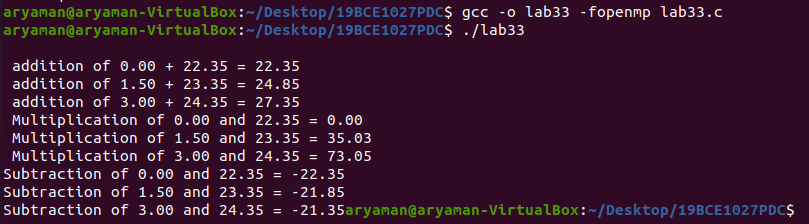 aryaman@aryaman-VirtualBox:~/Desktop/19BCE1027PDC$ gcc -o lab33 -fopenmp lab33.c
aryaman@aryaman-VirtualBox:~/Desktop/19BCE1027PDC$ ./lab33
addition of 0.00 + 22.35 = 22.35
addition of 1.50 + 23.35 = 24.85
addition of 3.00 + 24.35 = 27.35
Multiplication of 0.00 and 22.35 = 0.00
Multiplication of 1.50 and 23.35 = 35.03
Multiplication of 3.00 and 24.35 = 73.05
Subtraction of 0.00 and 22.35 = -22.35
Subtraction of 1.50 and 23.35 = -21.85
Subtraction of 3.00 and 24.35 = -21.35aryaman@aryaman-VirtualBox:~/Desktop/19BCE1027PDC$